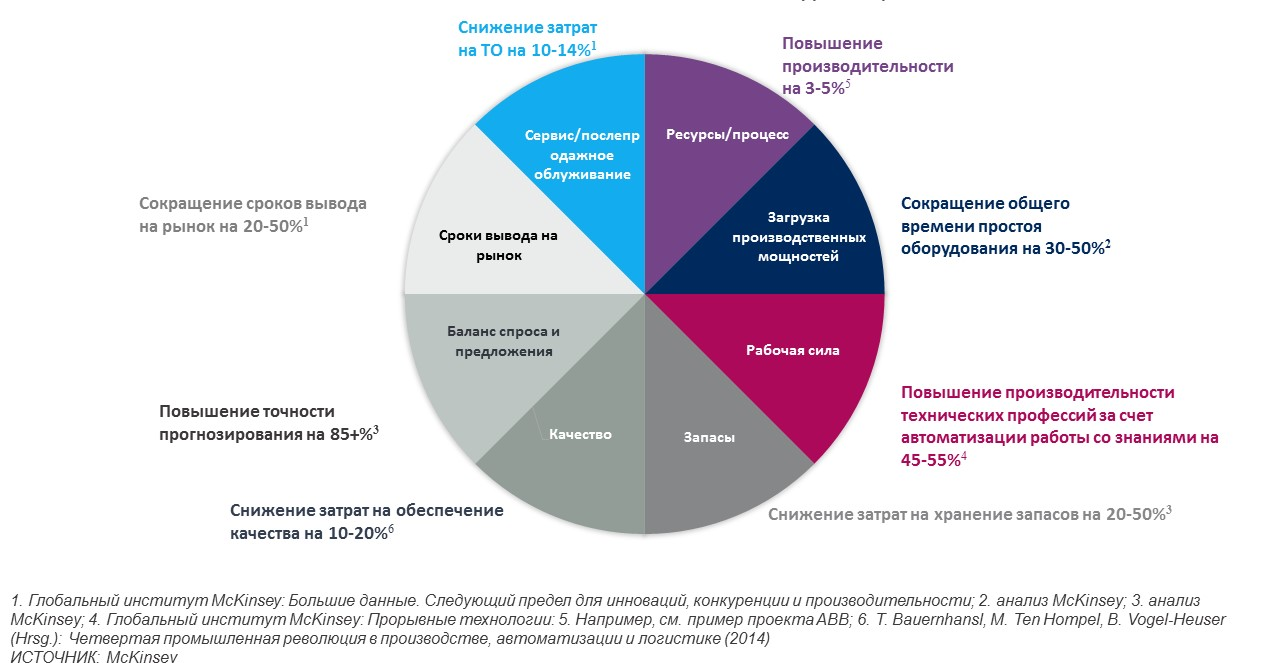 Снижение затрат
на ТО на 10-14%¹
Повышение
производительности
на 3-5%⁵
Сервис/послепр
одажное
облуживание
Ресурсы/процесс
Сокращение сроков вывода
на рынок на 20-50%¹
Сроки вывода на
рынок
Загрузка
производственных
мощностей
Сокращение общего
времени простоя
оборудования на 30-50%²
Баланс спроса и
предложения
Рабочая сила
Повышение точности
прогнозирования на 85+%³
Качество
Запасы
Повышение производительности
технических профессий за счет
автоматизации работы со знаниями на
45-55%⁴
Снижение затрат на обеспечение
качества на 10-20%⁶
Снижение затрат на хранение запасов на 20-50%³
1. Глобальный институт McKinsey: Большие данные. Следующий предел для инноваций, конкуренции и производительности; 2. анализ McKinsey; 3. анализ
McKinsey; 4. Глобальный институт McKinsey: Прорывные технологии: 5. Например, см. пример проекта ABB; 6. T. Bauernhansl, M. Ten Hompel, B. Vogel-Heuser
(Hrsg.): Четвертая промышленная революция в производстве, автоматизации и логистике (2014)
ИСТОЧНИК: McKinsey